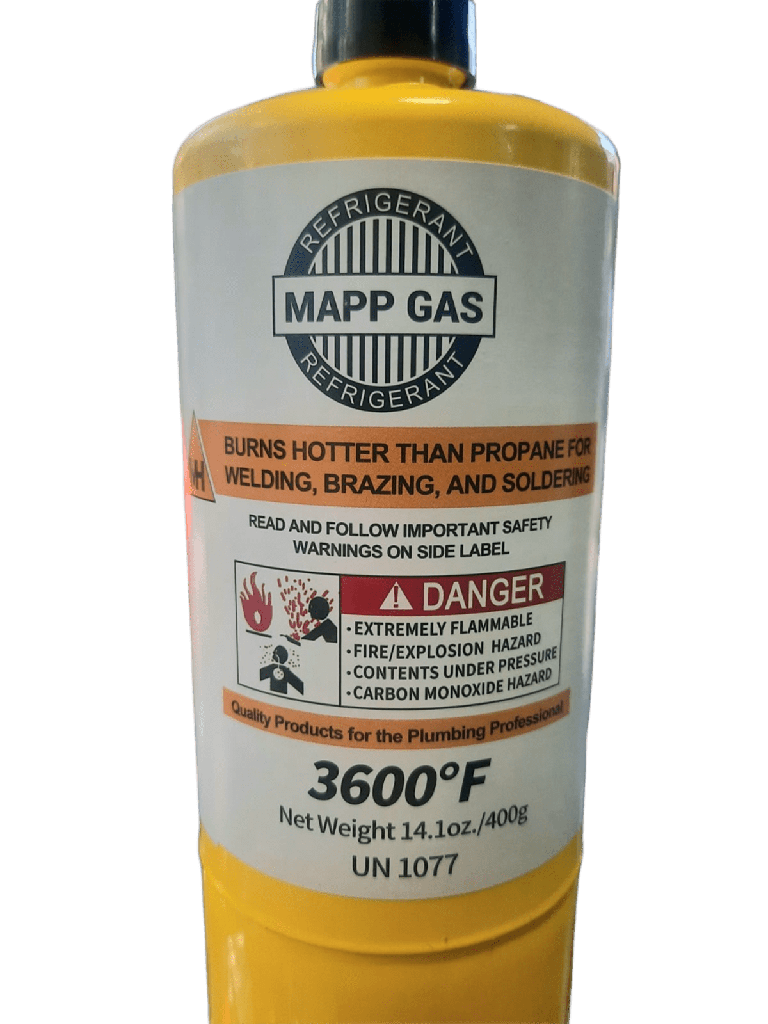 REFRIGERANT
MAPP GAS
REFRIGERANT
BURNS HOTTER THAN PROPANE FOR
WELDING, BRAZING, AND SOLDERING
READ AND FOLLOW IMPORTANT SAFETY
WARNINGS ON SIDE LABEL
DANGER
·EXTREMELY FLAMMABLE
·FIRE/EXPLOSION HAZARD
·CONTENTS UNDER PRESSURE
·CARBON MONOXIDE HAZARD
Quality Products for the Plumbing Professional
3600°F
Net Weight 14.1oz./400g
UN 1077